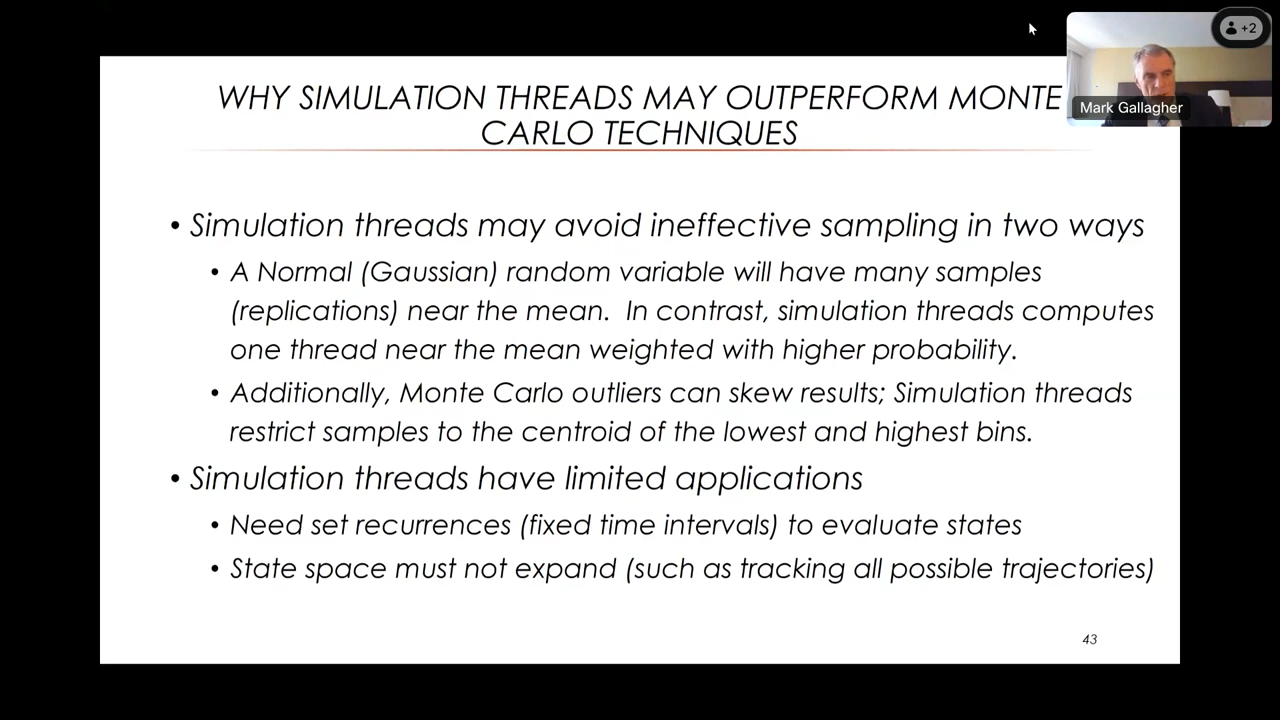 WHY SIMULATION THREADS MAY OUTPERFORM MONTE
CARLO TECHNIQUES
+2
Mark Gallagher
• Simulation threads may avoid ineffective sampling in two ways
• A Normal (Gaussian) random variable will have many samples
(replications) near the mean. In contrast, simulation threads computes
one thread near the mean weighted with higher probability.
• Additionally, Monte Carlo outliers can skew results; Simulation threads
restrict samples to the centroid of the lowest and highest bins.
• Simulation threads have limited applications
• Need set recurrences (fixed time intervals) to evaluate states
• State space must not expand (such as tracking all possible trajectories)
43